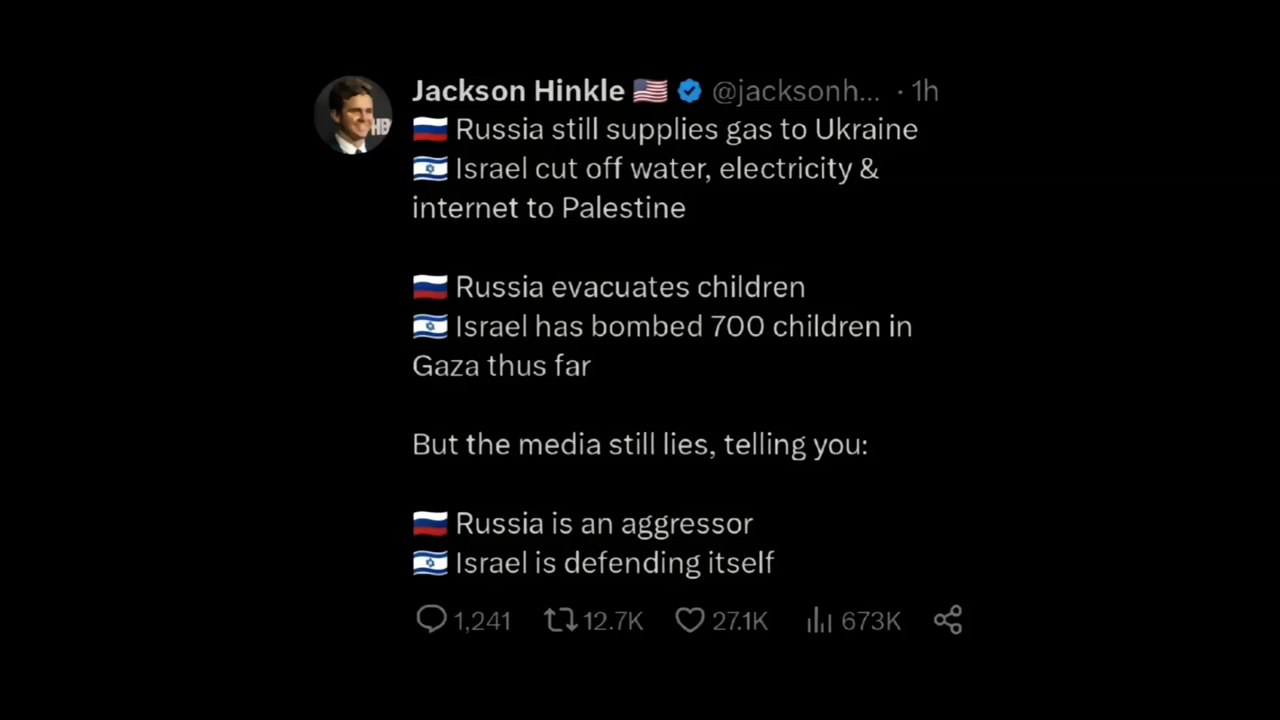 Jackson Hinkle 🇺🇸 @jacksonh... · 1h
🇷🇺 Russia still supplies gas to Ukraine
🇮🇱 Israel cut off water, electricity &
internet to Palestine
🇷🇺 Russia evacuates children
🇮🇱 Israel has bombed 700 children in
Gaza thus far
But the media still lies, telling you:
🇷🇺 Russia is an aggressor
🇮🇱 Israel is defending itself
1,241 12.7K 27.1K 673K